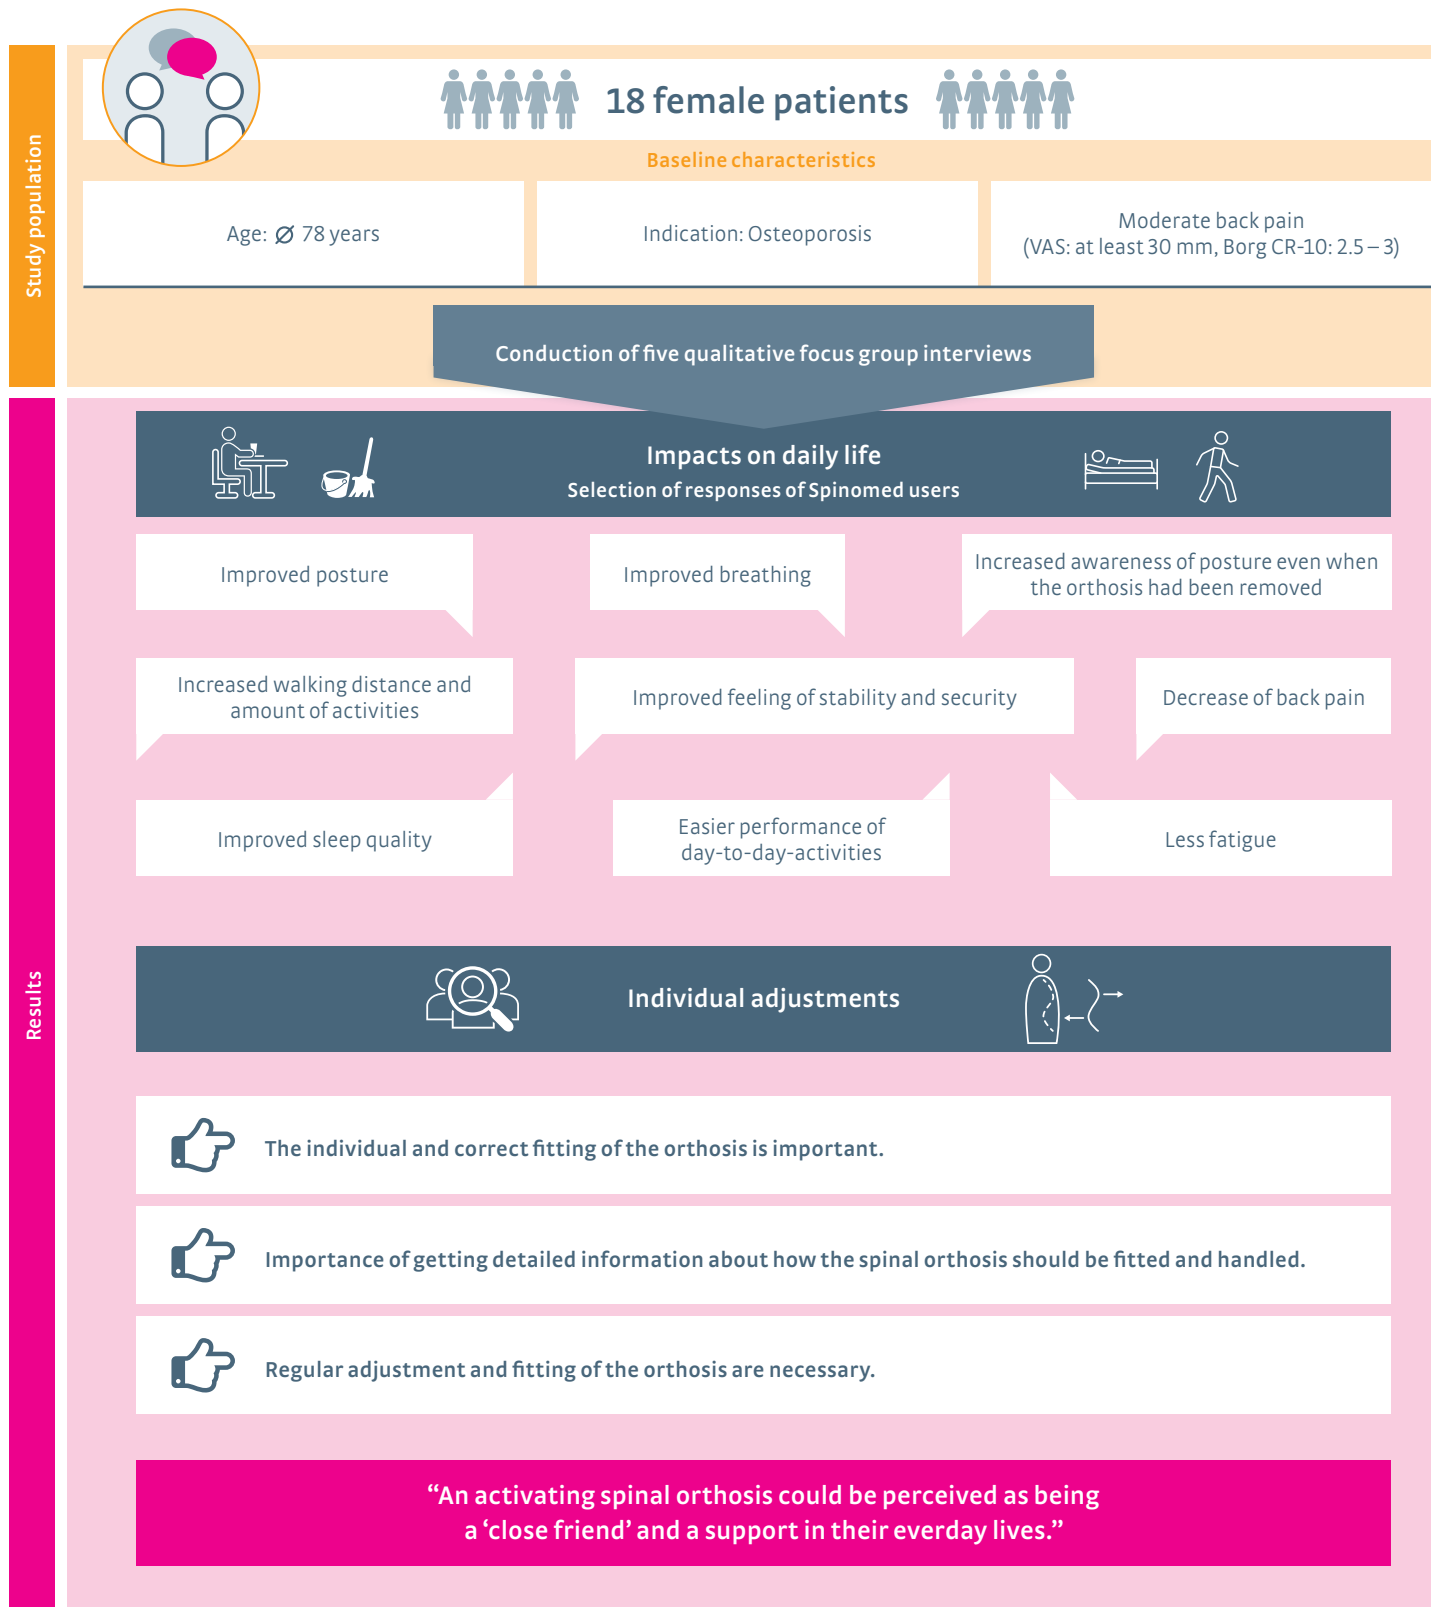 Study population
18 female patients
Baseline characteristics
Age: Ø 78 years
Indication: Osteoporosis
Moderate back pain
(VAS: at least 30 mm, Borg CR-10: 2.5 – 3)
Conduction of five qualitative focus group interviews
Results
Impacts on daily life
Selection of responses of Spinomed users
Improved posture
Improved breathing
Increased awareness of posture even when
the orthosis had been removed
Increased walking distance and
amount of activities
Improved feeling of stability and security
Decrease of back pain
Improved sleep quality
Easier performance of
day-to-day-activities
Less fatigue
Individual adjustments
The individual and correct fitting of the orthosis is important.
Importance of getting detailed information about how the spinal orthosis should be fitted and handled.
Regular adjustment and fitting of the orthosis are necessary.
“An activating spinal orthosis could be perceived as being
a ‘close friend’ and a support in their everday lives.”